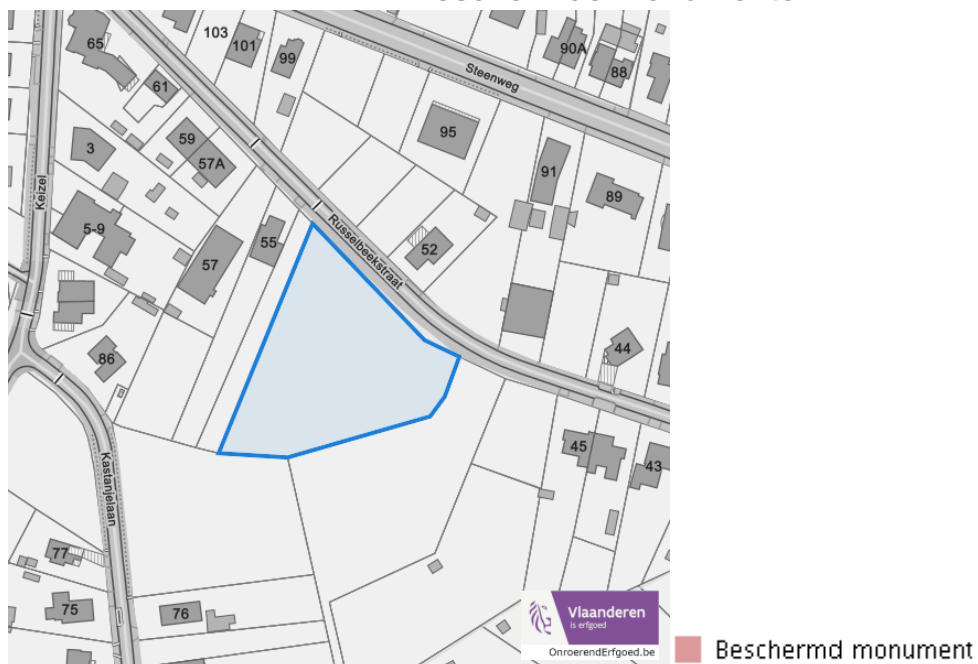 65
103
101
99
90A
88
Steenweg
61
95
59
57A
3
91
89
Keizel
5-9
55
Russelbeekstraat
52
57
44
86
45
43
Kastanjelaan
77
75
76
Vlaanderen
is erfgoed
OnroerendErfgoed.be
Beschermd monument